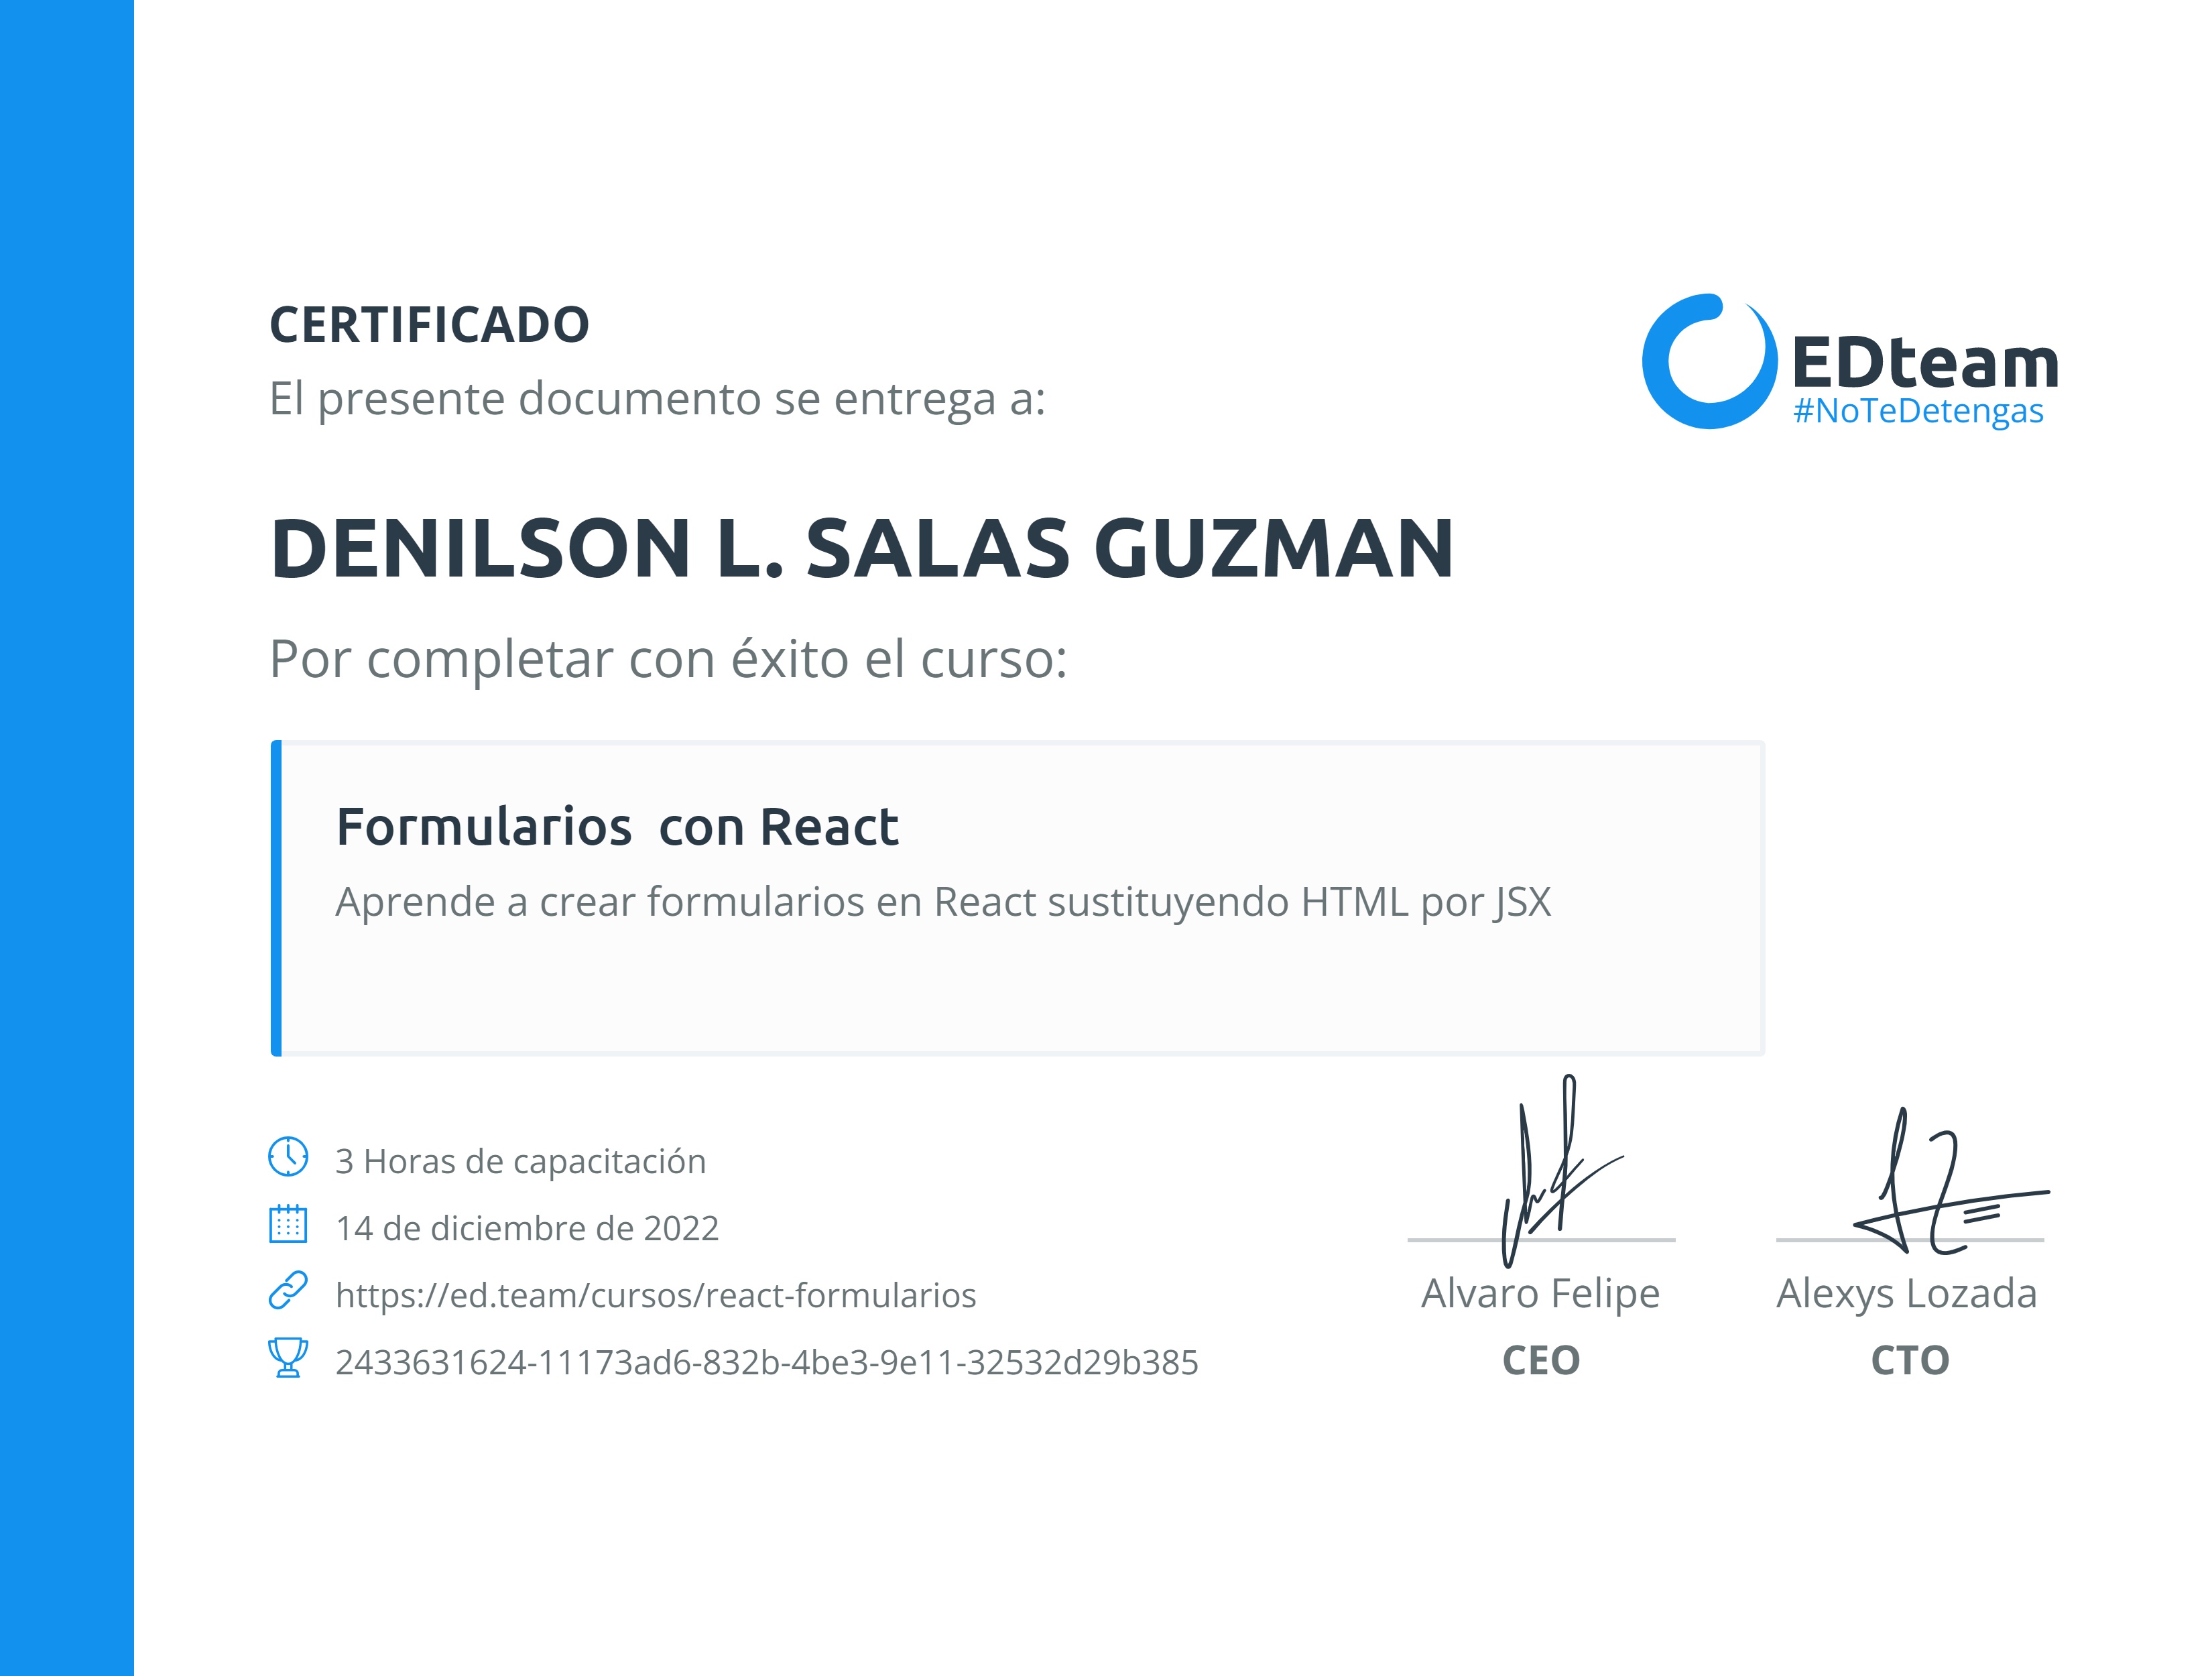 CERTIFICADO
El presente documento se entrega a:
EDteam
#NoTeDetengas
DENILSON L. SALAS GUZMAN
Por completar con éxito el curso:
Formularios  con React
Aprende a crear formularios en React sustituyendo HTML por JSX
3 Horas de capacitación
14 de diciembre de 2022
https://ed.team/cursos/react-formularios
2433631624-11173ad6-832b-4be3-9e11-32532d29b385
Alvaro Felipe
CEO
Alexys Lozada
CTO